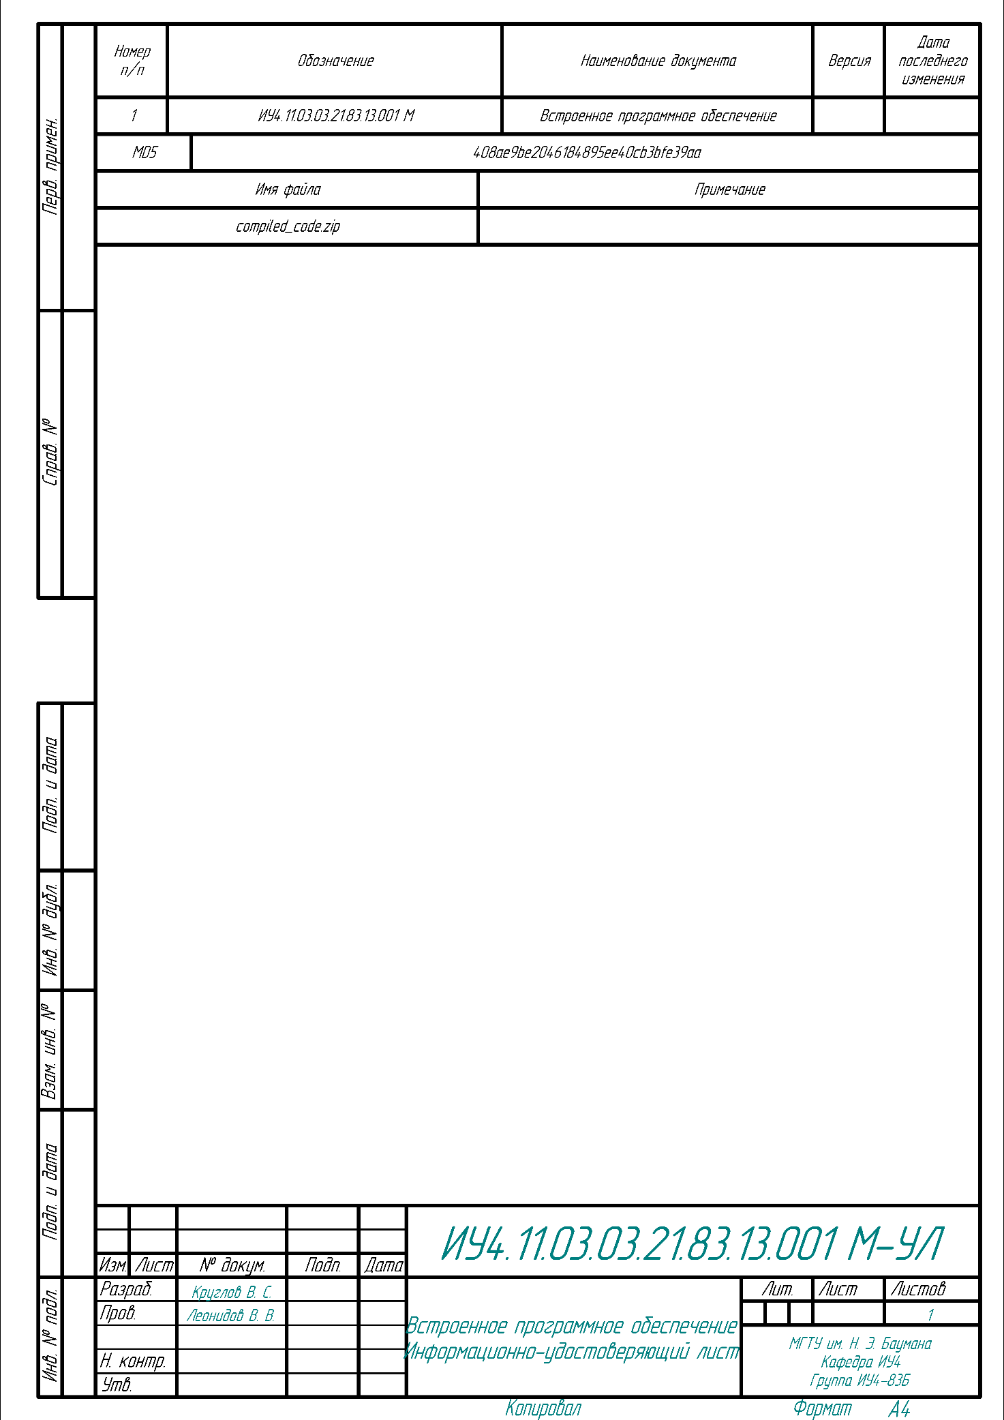 Перв. примен.
Справ. №
Подп. и дата
Инв. № дубл.
Взам. инв. №
Подп. и дата
Инв. № подл.
Номер
п/п
Обозначение
Наименование документа
Версия
Дата
последнего
изменения
1
ИУ4.11.03.03.21.83.13.001 М
Встроенное программное обеспечение
MD5
408ae9be2046184895ee40cb3bfe39aa
Имя файла
Примечание
compiled_code.zip
ИУ4.11.03.03.21.83.13.001 М-УЛ
Изм.
Лист
№ докум.
Подп.
Дата
Разраб.
Круглов В. С.
Пров.
Леонидов В. В.
Н. контр.
Утв.
Встроенное программное обеспечение
Информационно-удостоверяющий лист
Лит.
Лист
Листов
1
МГТУ им. Н. Э. Баумана
Кафедра ИУ4
Группа ИУ4-83Б
Копировал
Формат
А4